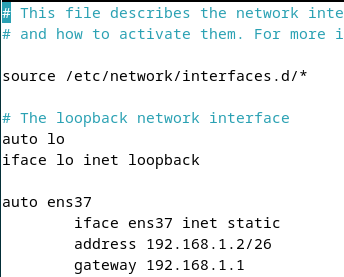 # This file describes the network inte
# and how to activate them. For more i

source /etc/network/interfaces.d/*

# The loopback network interface
auto lo
iface lo inet loopback

auto ens37
        iface ens37 inet static
        address 192.168.1.2/26
        gateway 192.168.1.1